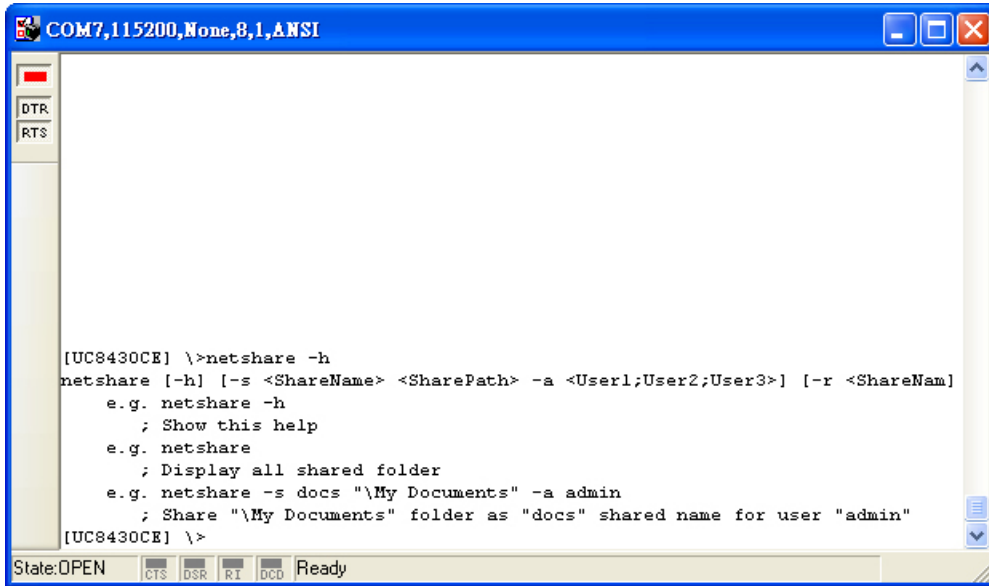 COM7,115200,None,8,1,ANSI
DTR
RTS
[UC8430CE] \>netshare -h
netshare [-h] [-s <ShareName> <SharePath> -a <User1;User2;User3>] [-r <ShareNam]
e.g. netshare -h
; Show this help
e.g. netshare
; Display all shared folder
e.g. netshare -s docs "\My Documents" -a admin
; Share "\My Documents" folder as "docs" shared name for user "admin"
[UC8430CE] \>
State:OPEN CTS DSR RI DCD Ready